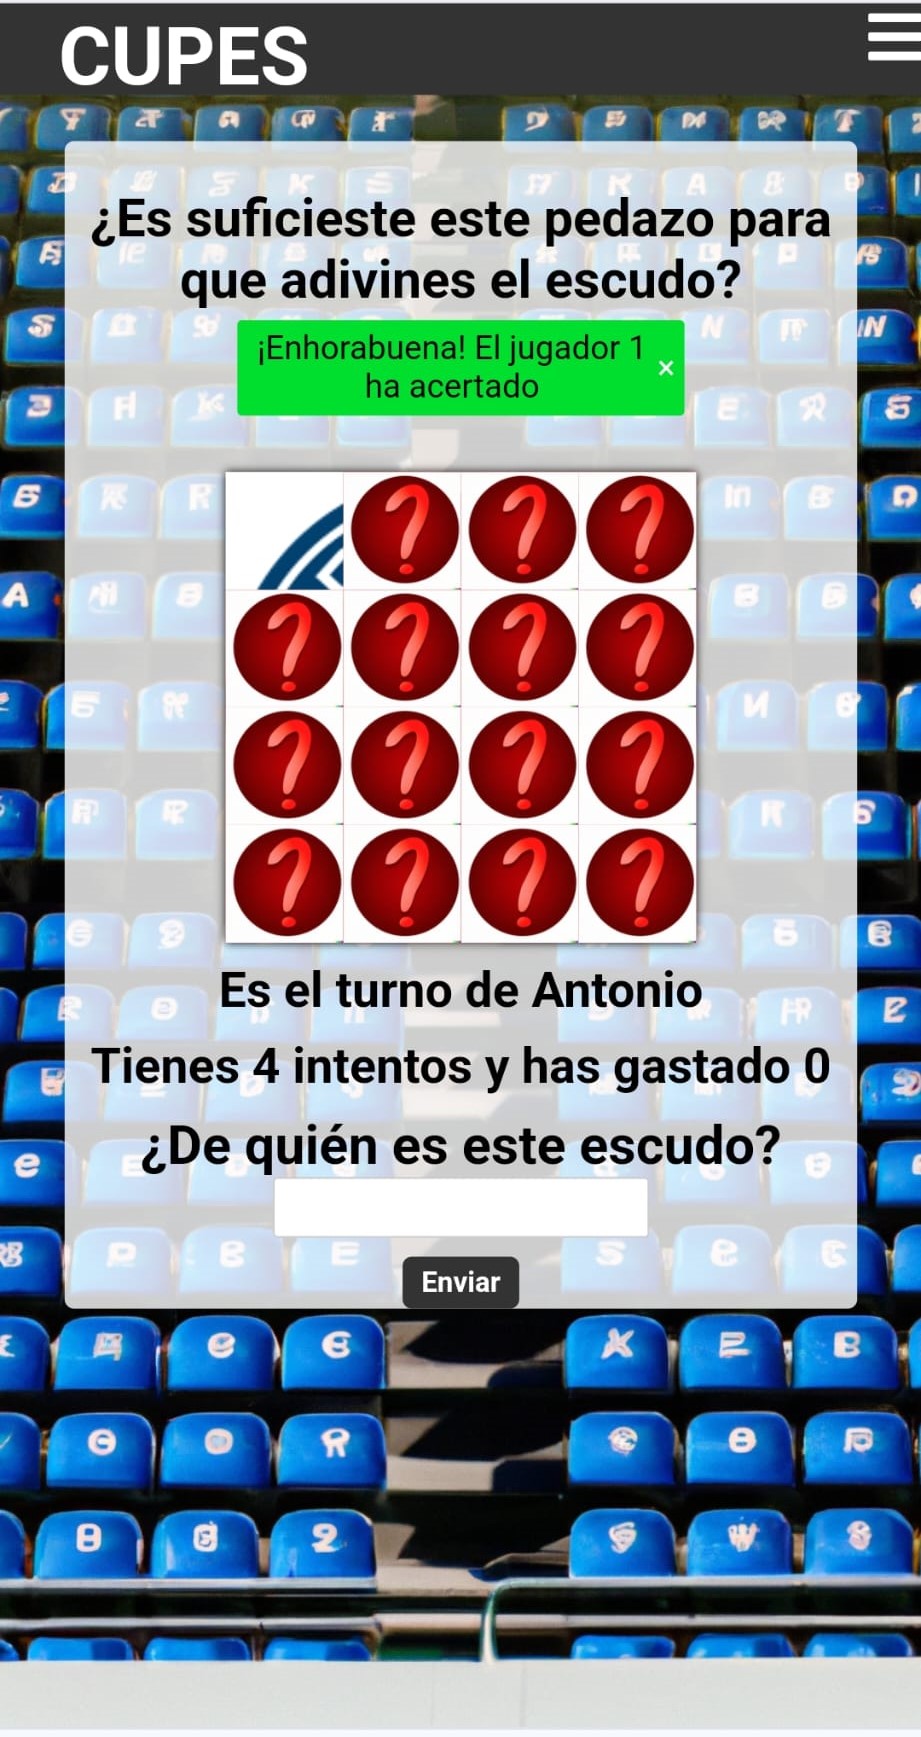 CUPES
¿Es suficieste este pedazo para
que adivines el escudo?
¡Enhorabuena! El jugador 1
ha acertado
×
Es el turno de Antonio
Tienes 4 intentos y has gastado 0
¿De quién es este escudo?
Enviar